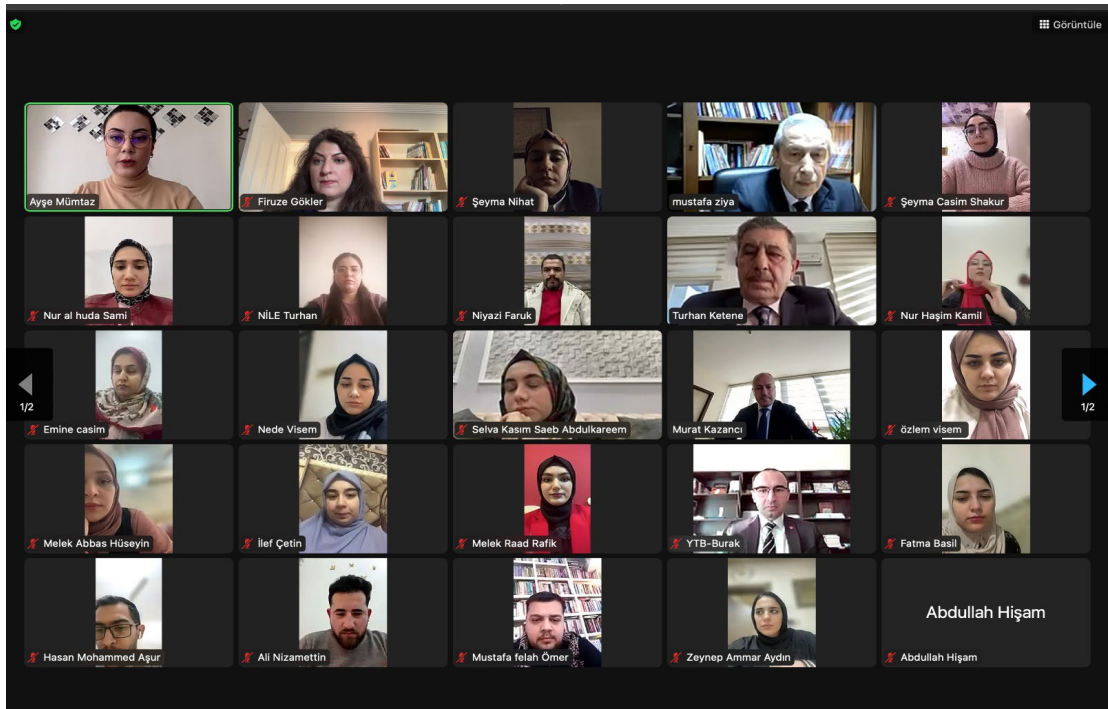 Görüntüle
Ayşe Mümtaz
Firuze Gökler
Şeyma Nihat
mustafa ziya
Şeyma Casim Shakur
Nur al huda Sami
NİLE Turhan
Niyazi Faruk
Turhan Ketene
Nur Haşim Kamil
1/2
1/2
Emine casim
Nede Visem
Selva Kasım Saeb Abdulkareem
Murat Kazancı
özlem visem
Melek Abbas Hüseyin
İlef Çetin
Melek Raad Rafik
YTB-Burak
Fatma Basil
Abdullah Hişam
Hasan Mohammed Aşur
Ali Nizamettin
Mustafa felah Ömer
Zeynep Ammar Aydın
Abdullah Hişam